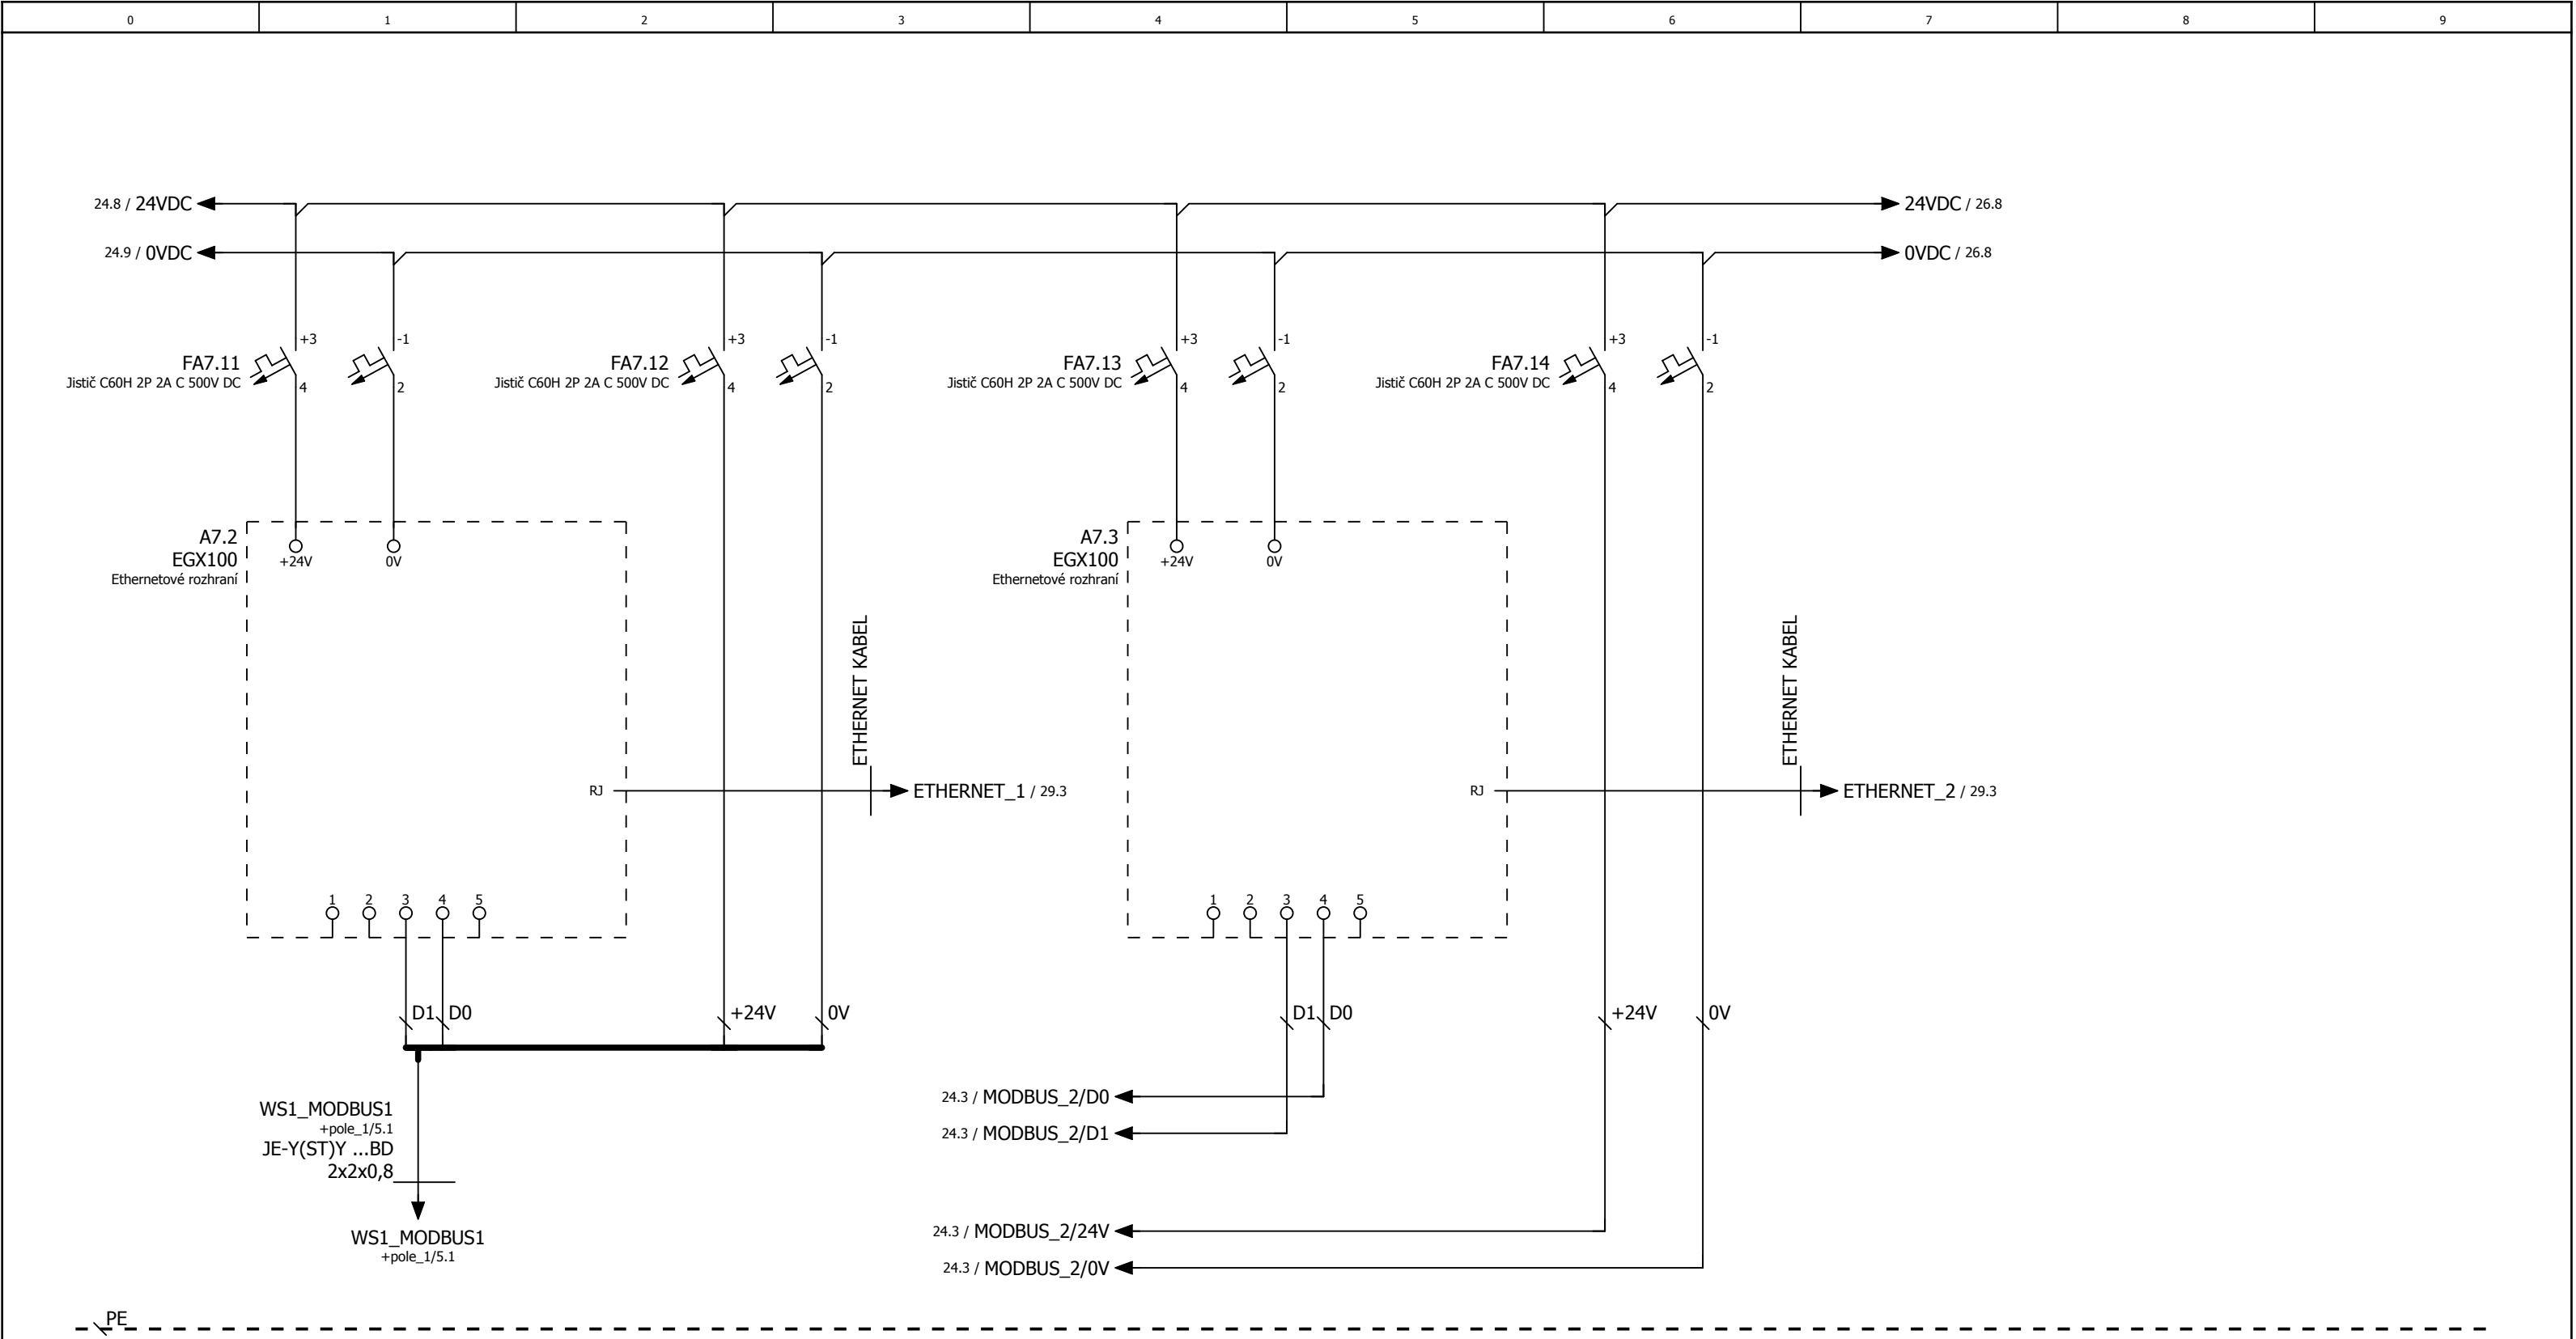 0 1 2 3 4 5 6 7 8 9
24.8 / 24VDC
24VDC / 26.8
24.9 / 0VDC
0VDC / 26.8
+3 -1 +3 -1 +3 -1 +3 -1
FA7.11
Jistič C60H 2P 2A C 500V DC
FA7.12
Jistič C60H 2P 2A C 500V DC
FA7.13
Jistič C60H 2P 2A C 500V DC
FA7.14
Jistič C60H 2P 2A C 500V DC
4 2 4 2 4 2 4 2
A7.2
EGX100
Ethernetové rozhraní
+24V 0V
A7.3
EGX100
Ethernetové rozhraní
+24V 0V
ETHERNET KABEL
ETHERNET KABEL
RJ
ETHERNET_1 / 29.3
RJ
ETHERNET_2 / 29.3
1 2 3 4 5
1 2 3 4 5
D1 D0 +24V 0V
D1 D0 +24V 0V
24.3 / MODBUS_2/D0
24.3 / MODBUS_2/D1
WS1_MODBUS1
+pole_1/5.1
JE-Y(ST)Y ...BD
2x2x0,8
WS1_MODBUS1
+pole_1/5.1
24.3 / MODBUS_2/24V
24.3 / MODBUS_2/0V
PE